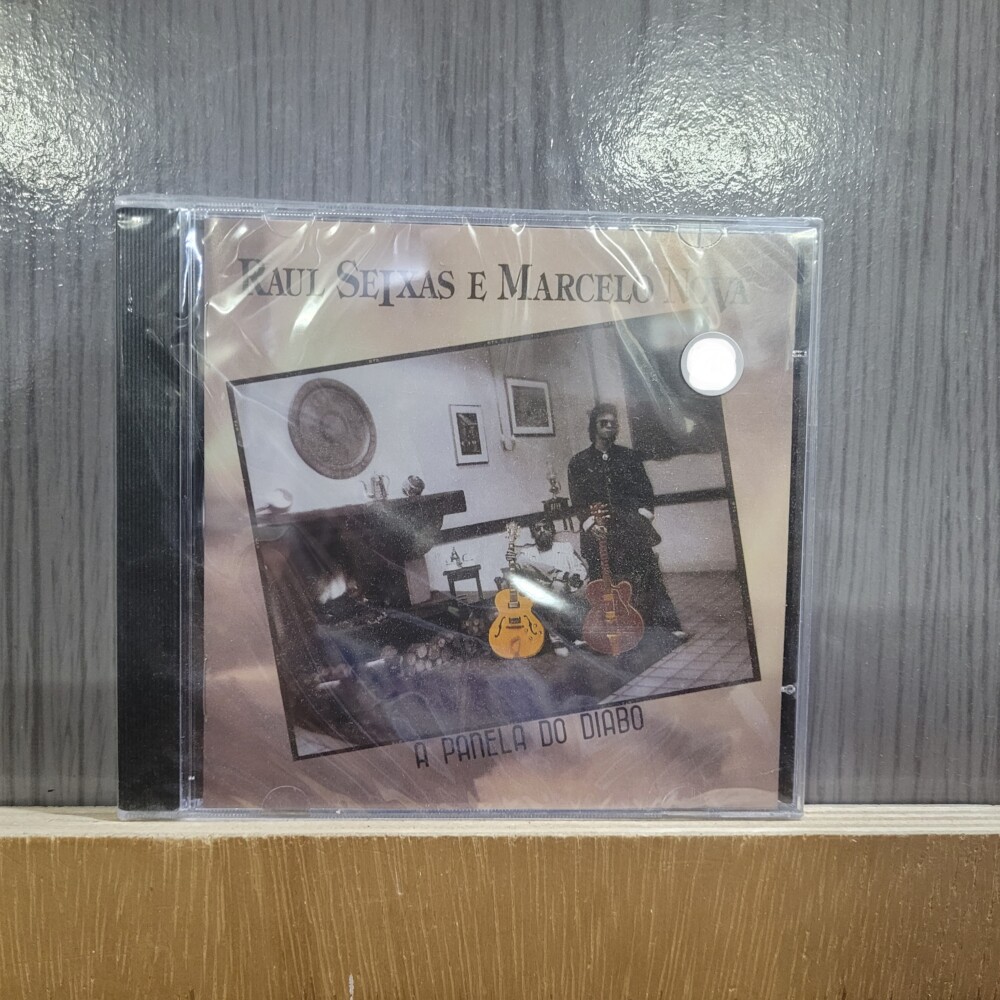 RAUL SEIXAS E MARCELO NOVA
A PANELA DO DIABO